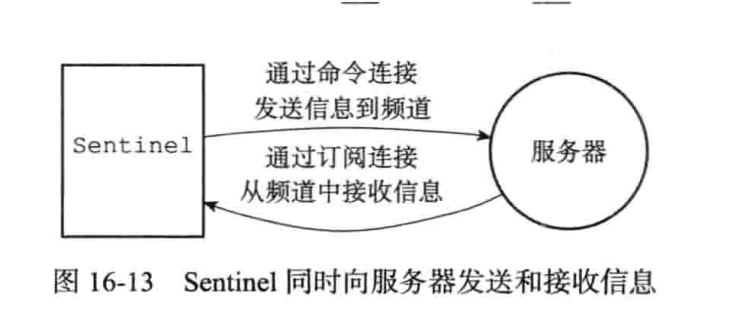 通过命令连接
发送信息到频道
Sentinel
通过订阅连接
从频道中接收信息
服务器
图 16-13 Sentinel 同时向服务器发送和接收信息